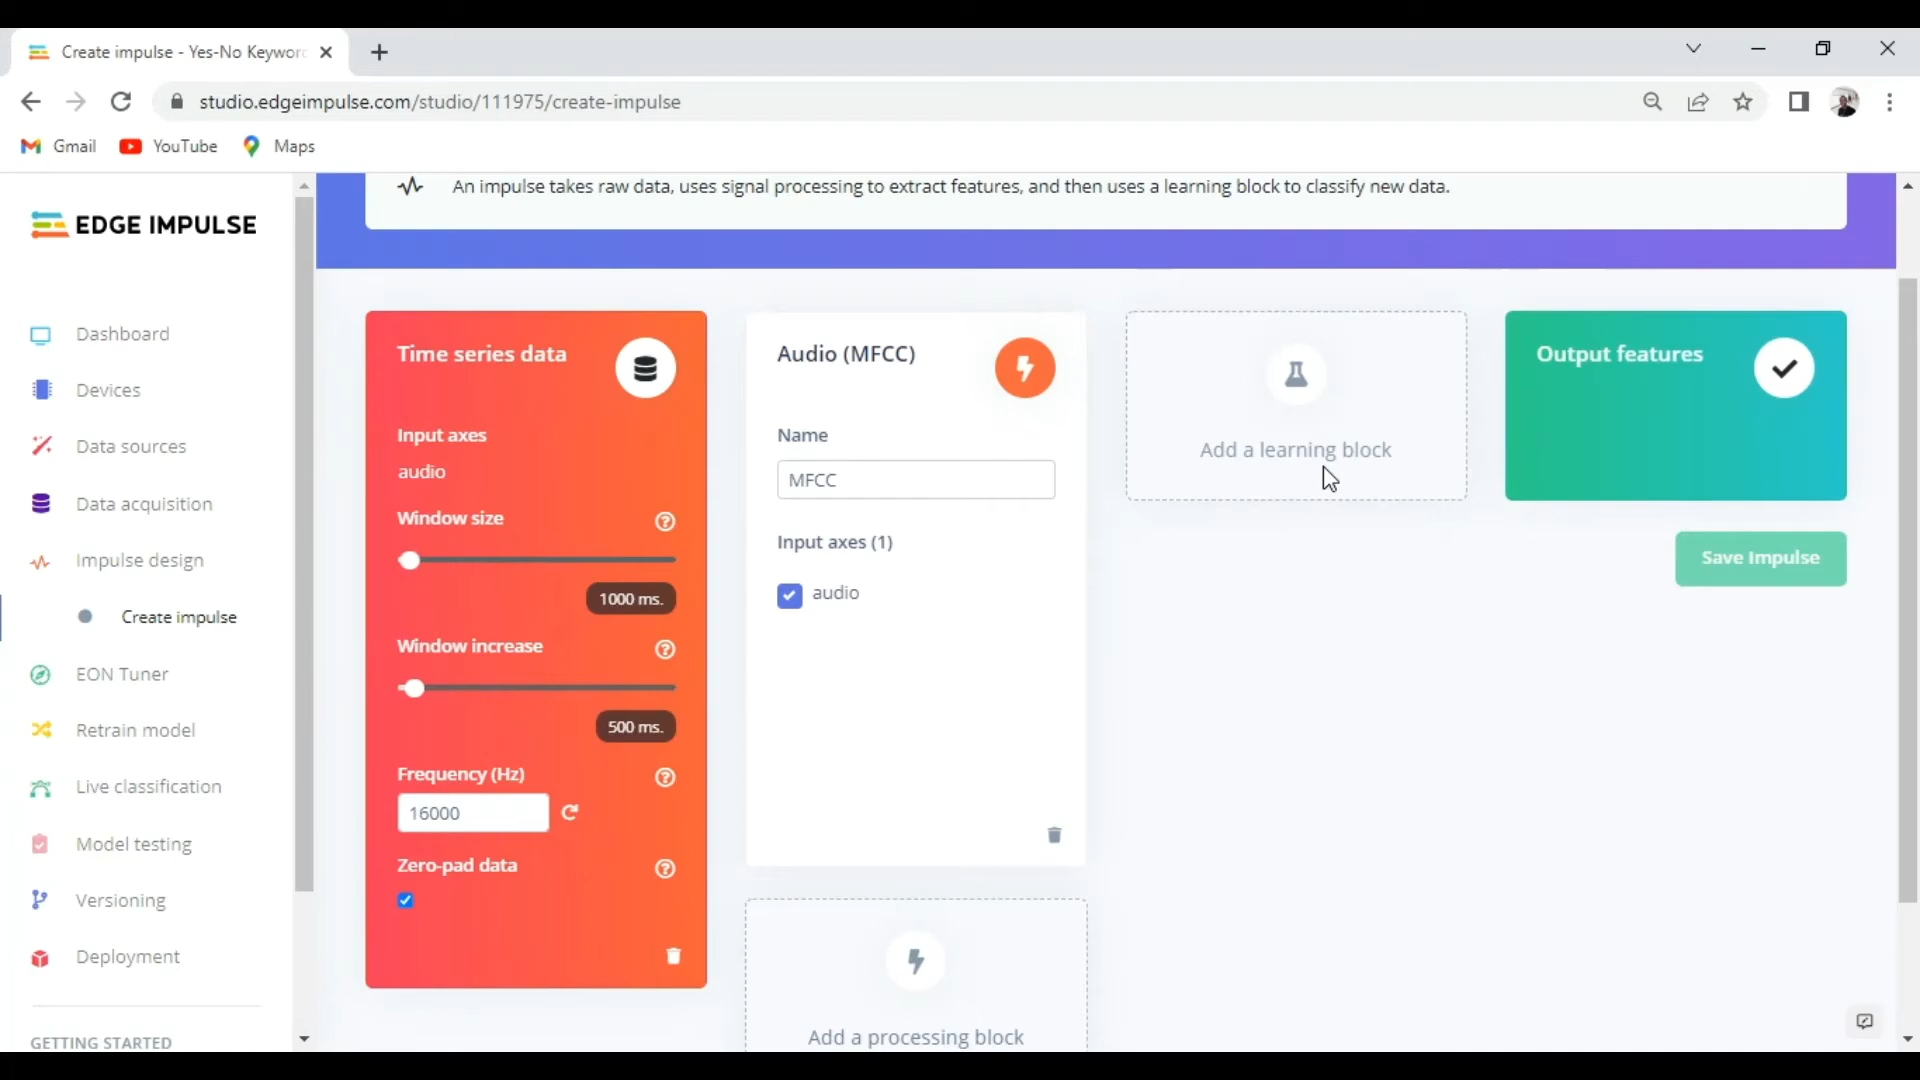 Create impulse - Yes-No Keyword
studio.edgeimpulse.com/studio/111975/create-impulse
Gmail
YouTube
Maps
An impulse takes raw data, uses signal processing to extract features, and then uses a learning block to classify new data.
EDGE IMPULSE
Dashboard
Devices
Data sources
Data acquisition
Impulse design
Create impulse
EON Tuner
Retrain model
Live classification
Model testing
Versioning
Deployment
GETTING STARTED
Time series data
Input axes
audio
Window size
1000 ms.
Window increase
500 ms.
Frequency (Hz)
16000
Zero-pad data
Audio (MFCC)
Name
MFCC
Input axes (1)
audio
Add a processing block
Add a learning block
Output features
Save Impulse